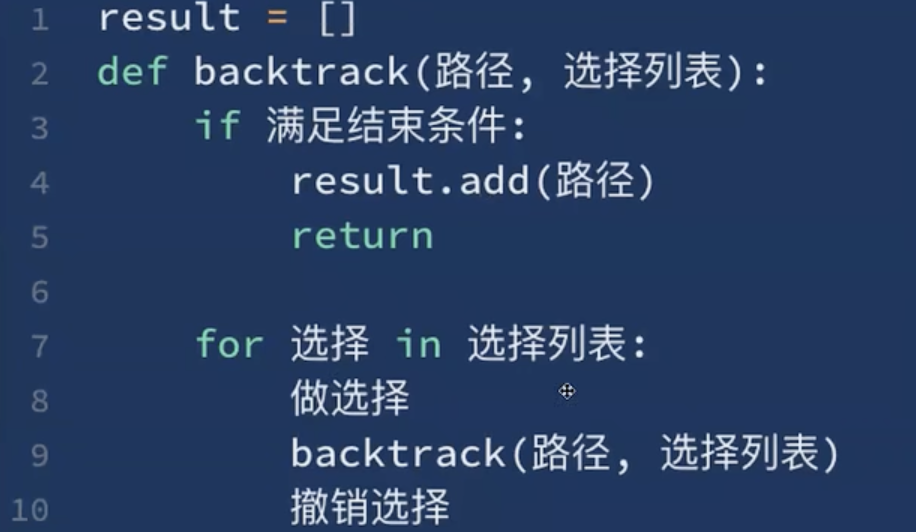 1 result = []
2 def backtrack(路径, 选择列表):
3 if 满足结束条件:
4 result.add(路径)
5 return
6
7 for 选择 in 选择列表:
8 做选择
9 backtrack(路径, 选择列表)
10 撤销选择